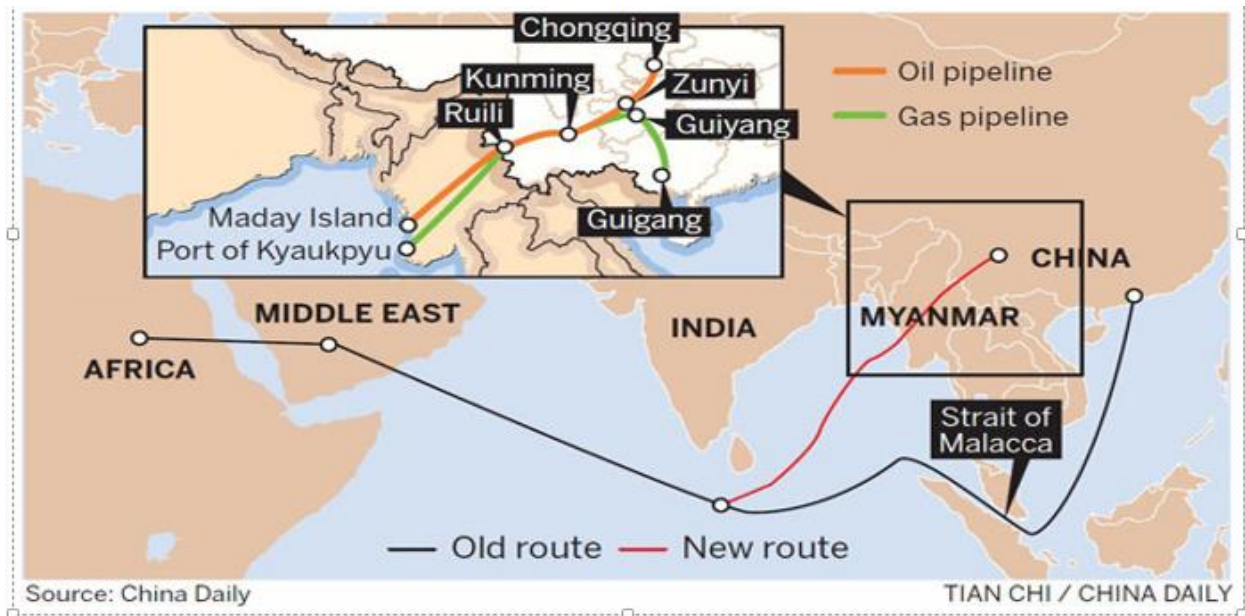 Chongqing
Kunming
Zunyi
Ruili
Guiyang
Oil pipeline
Gas pipeline
Maday Island
Port of Kyaukpyu
Guigang
CHINA
MIDDLE EAST
INDIA
MYANMAR
AFRICA
Strait of
Malacca
Old route
New route
Source: China Daily
TIAN CHI / CHINA DAILY